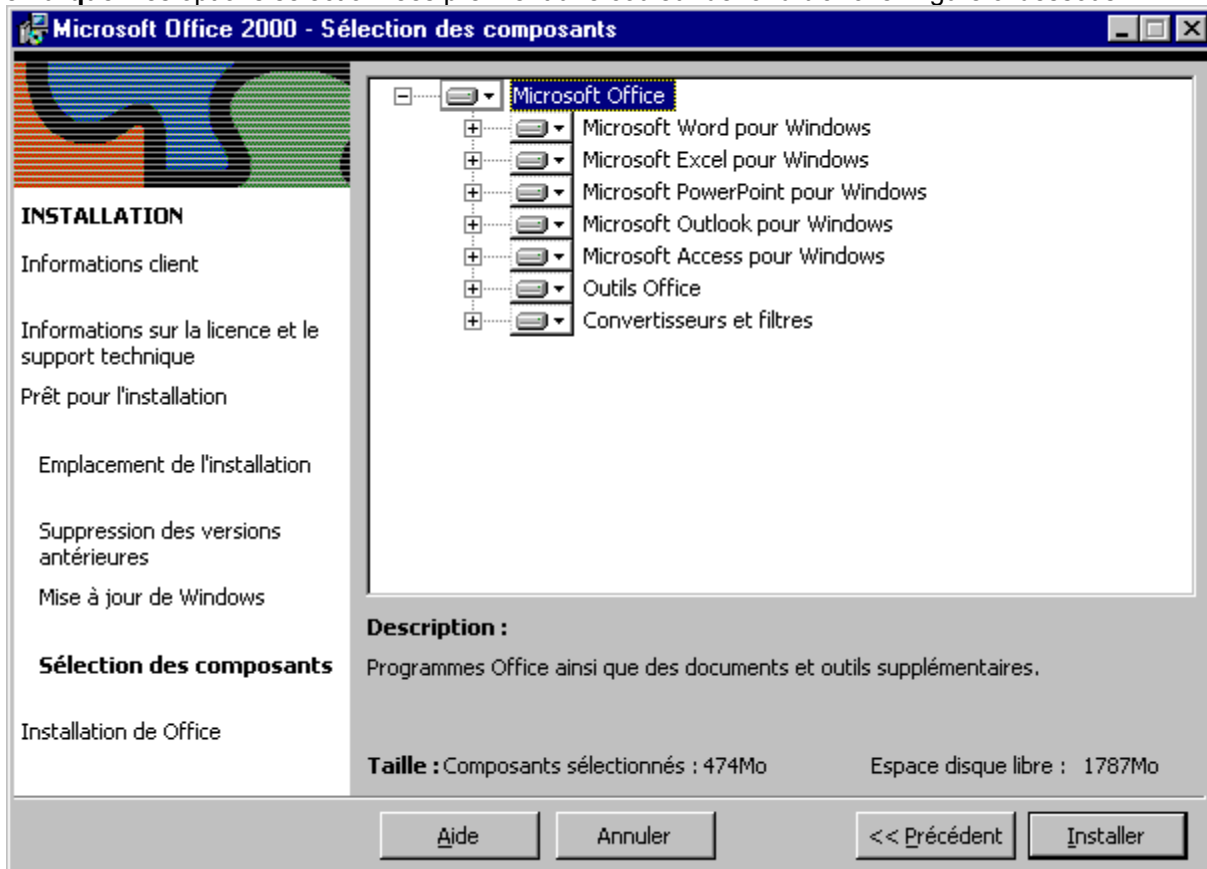 Microsoft Office 2000 - Sélection des composants
INSTALLATION
Informations client
Informations sur la licence et le
support technique
Prêt pour l'installation
Emplacement de l'installation
Suppression des versions
antérieures
Mise à jour de Windows
Sélection des composants
Installation de Office
Microsoft Office
Microsoft Word pour Windows
Microsoft Excel pour Windows
Microsoft PowerPoint pour Windows
Microsoft Outlook pour Windows
Microsoft Access pour Windows
Outils Office
Convertisseurs et filtres
Description :
Programmes Office ainsi que des documents et outils supplémentaires.
Taille : Composants sélectionnés : 474Mo Espace disque libre : 1787Mo
Aide Annuler << Précédent Installer